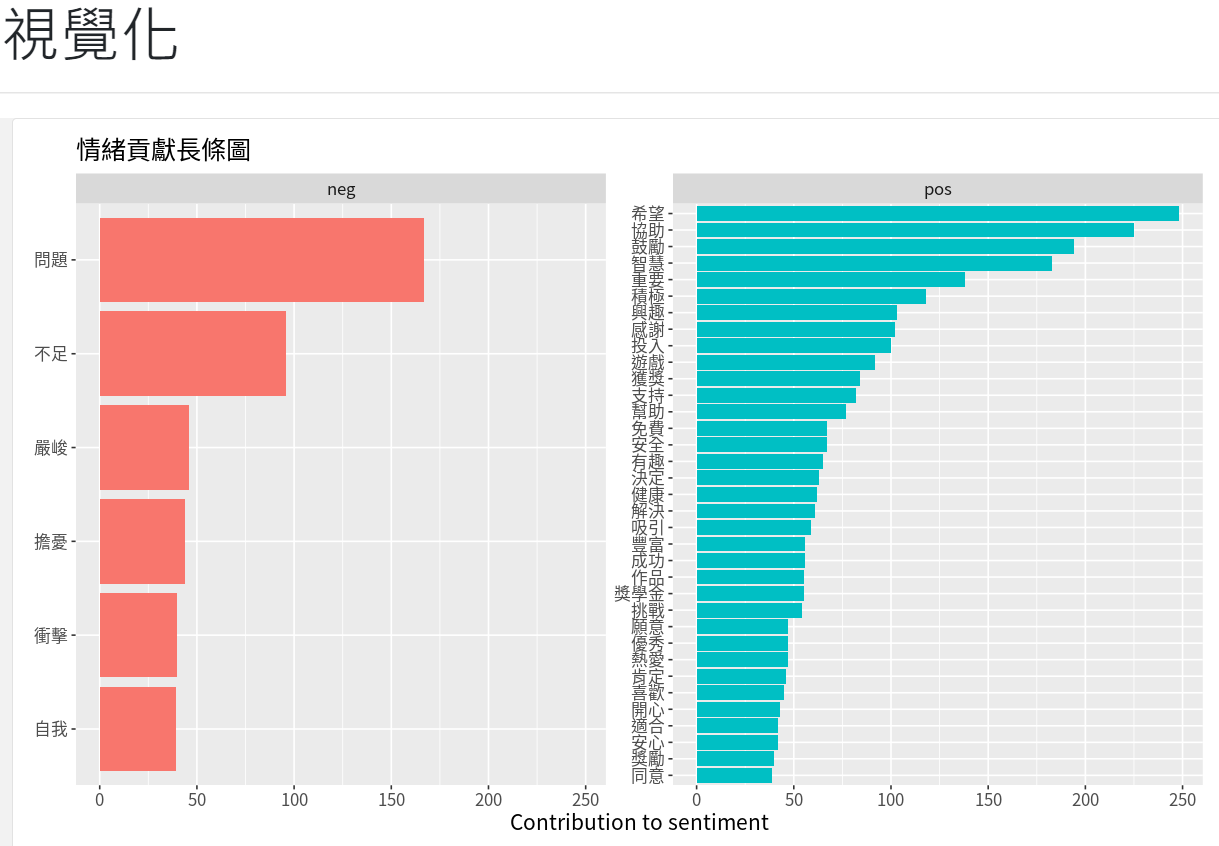 視覺化
情緒貢獻長條圖
neg
問題
不足
嚴峻
擔憂
衝擊
自我
0 50 100 150 200 250
pos
希望
協助
鼓勵
智慧
重要
積極
興趣
感謝
投入
遊戲
獲獎
支持
幫助
免費
安全
有趣
決定
健康
解決
吸引
豐富
成功
作品
獎學金
挑戰
願意
優秀
熱愛
肯定
喜歡
開心
適合
安心
獎勵
同意
0 50 100 150 200 250
Contribution to sentiment